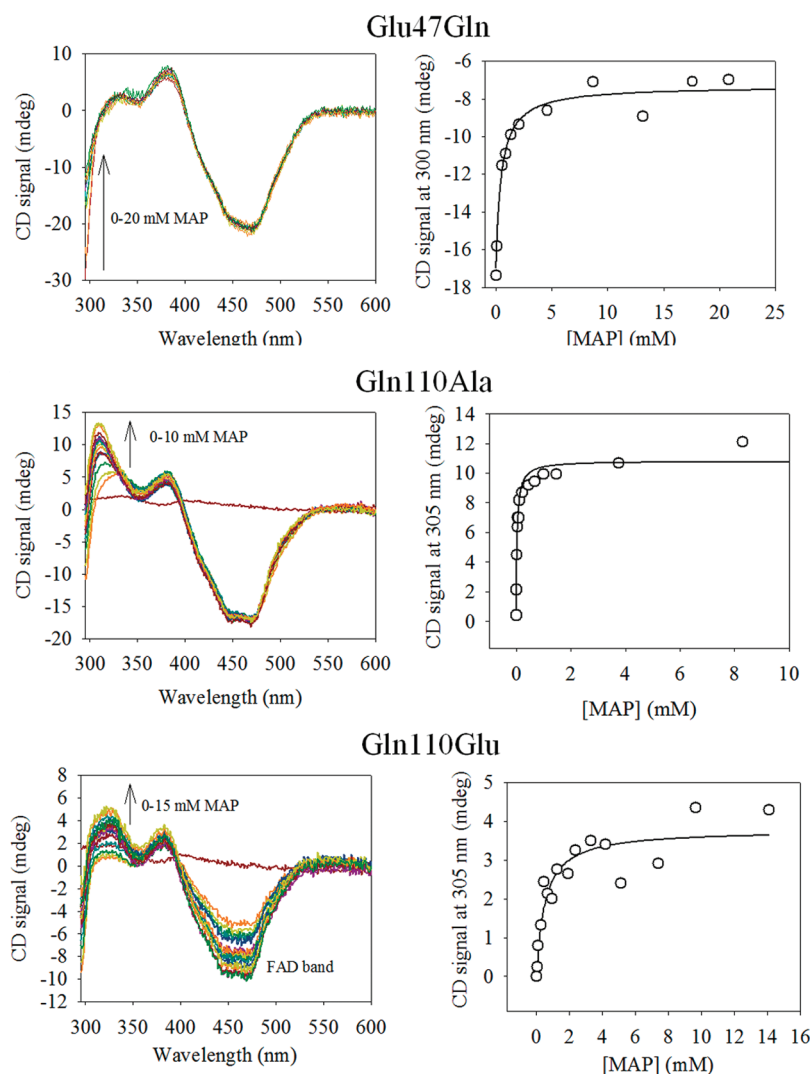 Glu47Gln
10
0
-10
-20
-30
CD signal (mdeg)
0-20 mM MAP
300 350 400 450 500 550 600
Wavelength (nm)
-6
-8
-10
-12
-14
-16
-18
CD signal at 300 nm (mdeg)
0 5 10 15 20 25
[MAP] (mM)
Gln110Ala
15
10
5
0
-5
-10
-15
-20
CD signal (mdeg)
0-10 mM MAP
300 350 400 450 500 550 600
Wavelength (nm)
14
12
10
8
6
4
2
0
CD signal at 305 nm (mdeg)
0 2 4 6 8 10
[MAP] (mM)
Gln110Glu
8
6
4
2
0
-2
-4
-6
-8
-10
-12
CD signal (mdeg)
0-15 mM MAP
FAD band
300 350 400 450 500 550 600
Wavelength (nm)
5
4
3
2
1
0
CD signal at 305 nm (mdeg)
0 2 4 6 8 10 12 14 16
[MAP] (mM)